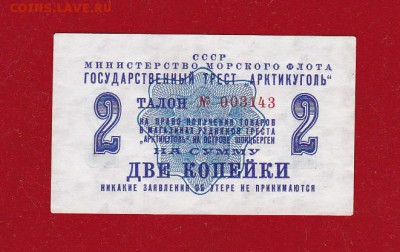 COINS.LAVE.RU
СССР
МИНИСТЕРСТВО МОРСКОГО ФЛОТА
ГОСУДАРСТВЕННЫЙ ТРЕСТ „АРКТИКУГОЛЬ"
2 ТАЛОН № 003143 2
НА ПРАВО ПОЛУЧЕНИЯ ТОВАРОВ
В МАГАЗИНАХ РУДНИКОВ ТРЕСТА
„АРКТИКУГОЛЬ" НА ОСТРОВЕ ШПИЦБЕРГЕН
НА СУММУ
ДВЕ КОПЕЙКИ
НИКАКИЕ ЗАЯВЛЕНИЯ ОБ УТЕРЕ НЕ ПРИНИМАЮТСЯ